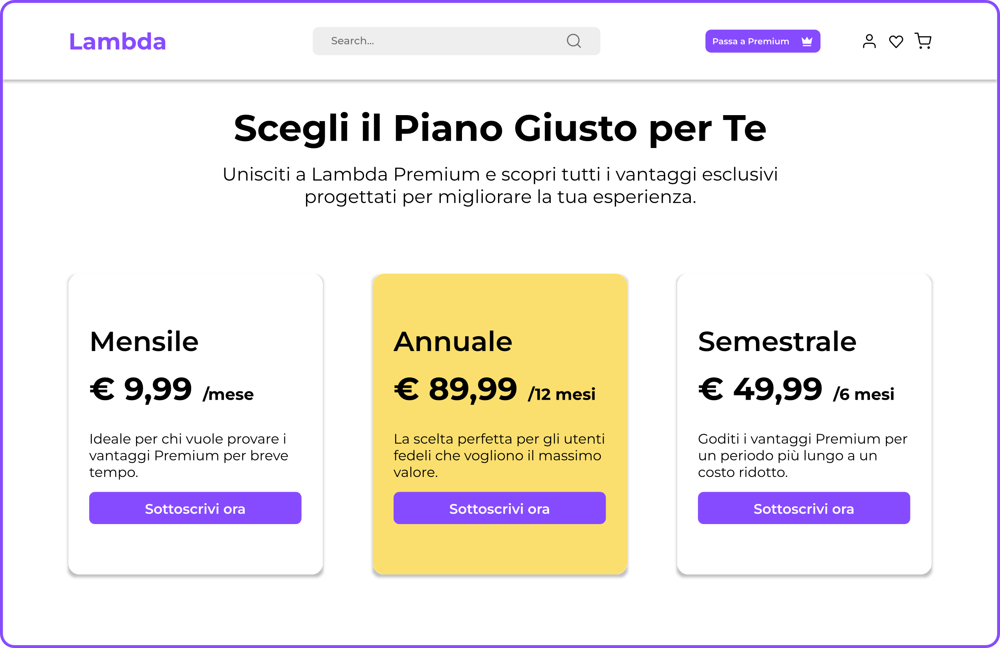 Lambda
Search...
Passa a Premium
Scegli il Piano Giusto per Te
Unisciti a Lambda Premium e scopri tutti i vantaggi esclusivi
progettati per migliorare la tua esperienza.
Mensile
€ 9,99 /mese
Ideale per chi vuole provare i
vantaggi Premium per breve
tempo.
Sottoscrivi ora
Annuale
€ 89,99 /12 mesi
La scelta perfetta per gli utenti
fedeli che vogliono il massimo
valore.
Sottoscrivi ora
Semestrale
€ 49,99 /6 mesi
Goditi i vantaggi Premium per
un periodo più lungo a un
costo ridotto.
Sottoscrivi ora